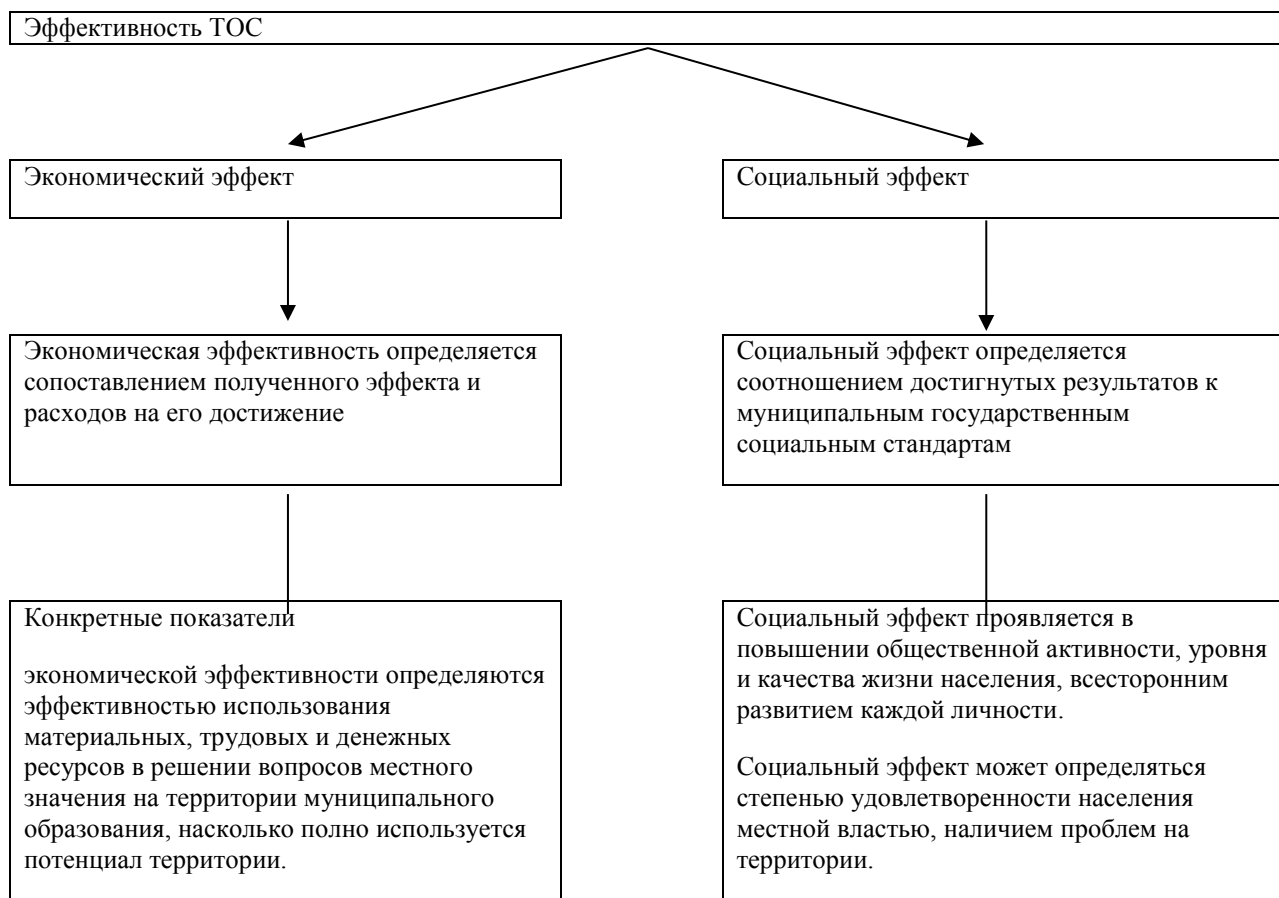 Эффективность ТОС
Экономический эффект
Социальный эффект
Экономическая эффективность определяется
сопоставлением полученного эффекта и
расходов на его достижение
Социальный эффект определяется
соотношением достигнутых результатов к
муниципальным государственным
социальным стандартам
Конкретные показатели
экономической эффективности определяются
эффективностью использования
материальных, трудовых и денежных
ресурсов в решении вопросов местного
значения на территории муниципального
образования, насколько полно используется
потенциал территории.
Социальный эффект проявляется в
повышении общественной активности, уровня
и качества жизни населения, всесторонним
развитием каждой личности.
Социальный эффект может определяться
степенью удовлетворенности населения
местной властью, наличием проблем на
территории.